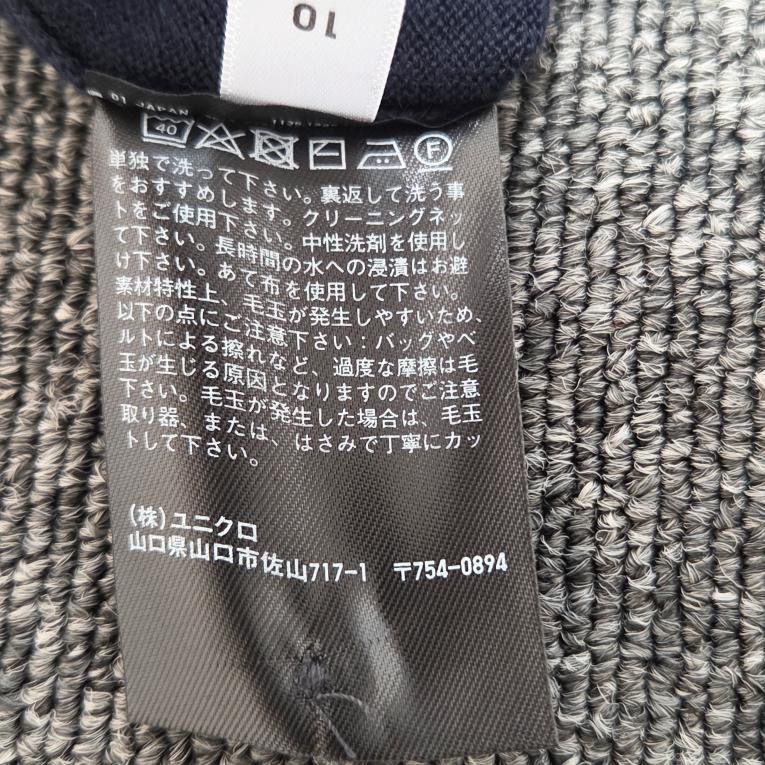 10
01 JAPAN
40
F
単独で洗って下さい。裏返して洗う事
をおすすめします。クリーニングネッ
トをご使用下さい。中性洗剤を使用し
て下さい。長時間の水への浸漬はお避
け下さい。あて布を使用して下さい。
素材特性上、毛玉が発生しやすいため、
以下の点にご注意下さい：バッグやベ
ルトによる擦れなど、過度な摩擦は毛
玉が生じる原因となりますのでご注意
下さい。毛玉が発生した場合は、毛玉
取り器、または、はさみで丁寧にカッ
トして下さい。
(株)ユニクロ
山口県山口市佐山717-1 〒754-0894